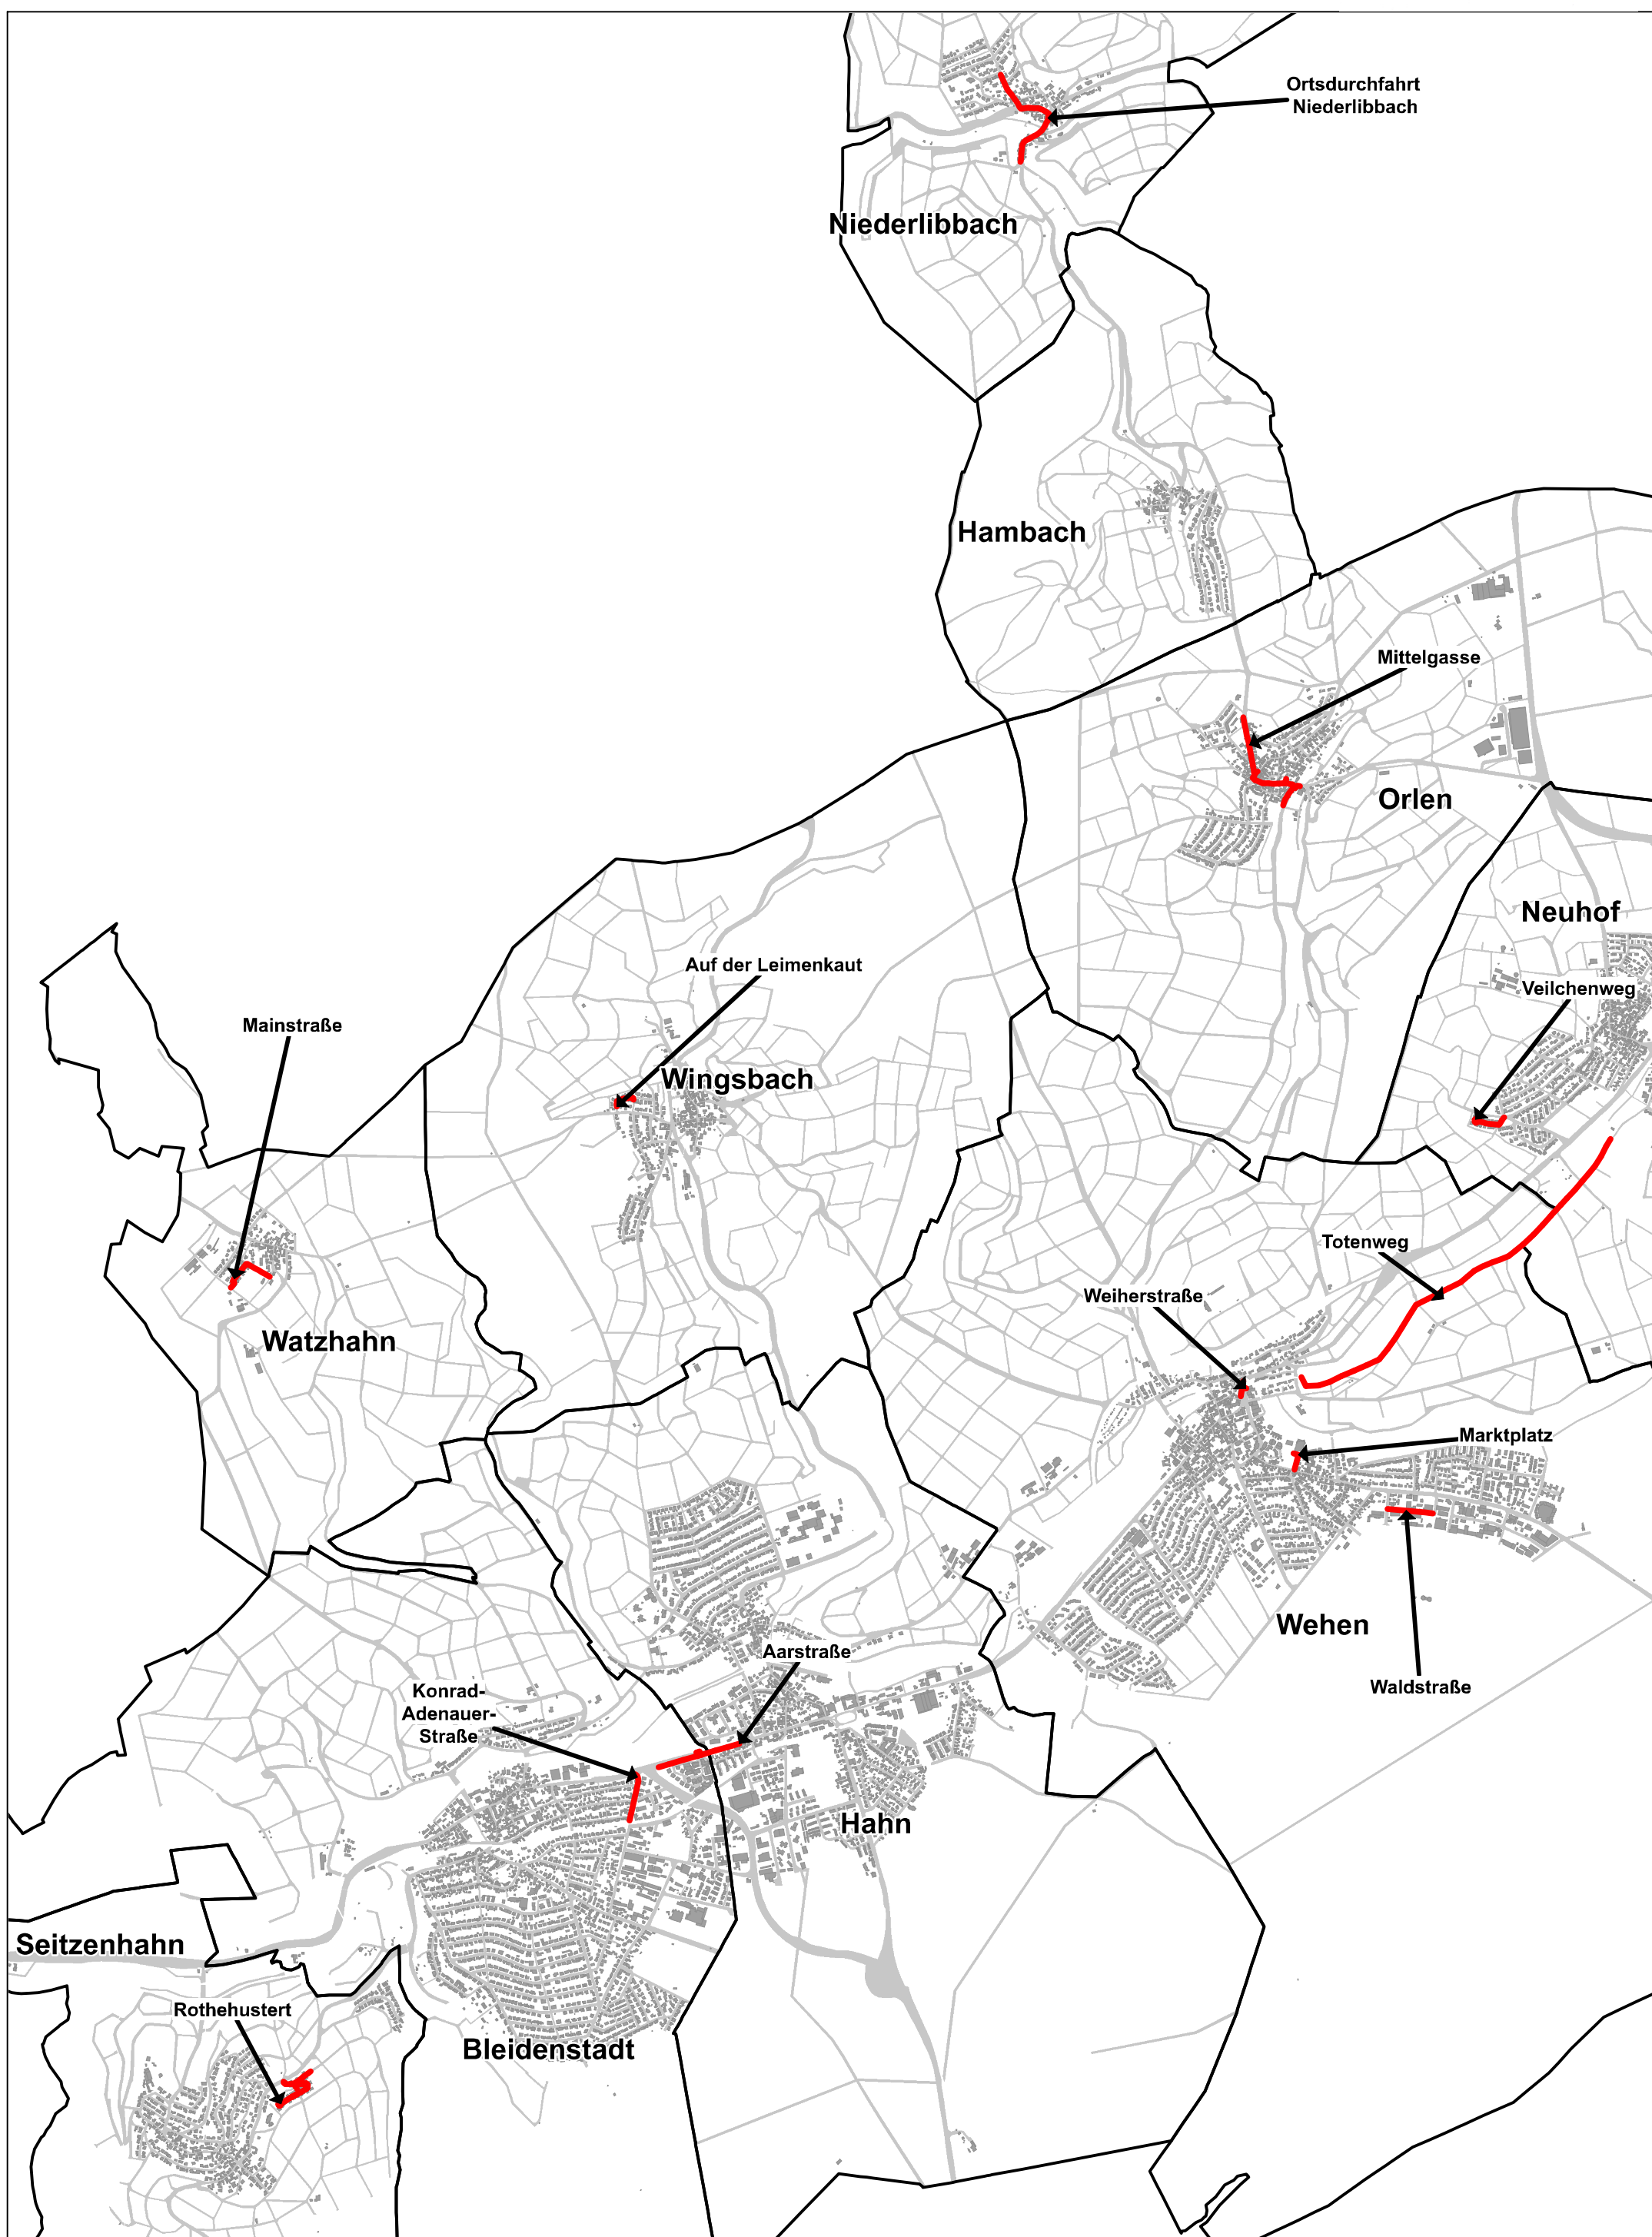 Ortsdurchfahrt
Niederlibbach
Niederlibbach
Hambach
Mittelgasse
Orlen
Neuhof
Veilchenweg
Auf der Leimenkaut
Mainstraße
Wingsbach
Totenweg
Weiherstraße
Watzhahn
Marktplatz
Wehen
Aarstraße
Waldstraße
Konrad-
Adenauer-
Straße
Hahn
Seitzenhahn
Rothehustert
Bleidenstadt